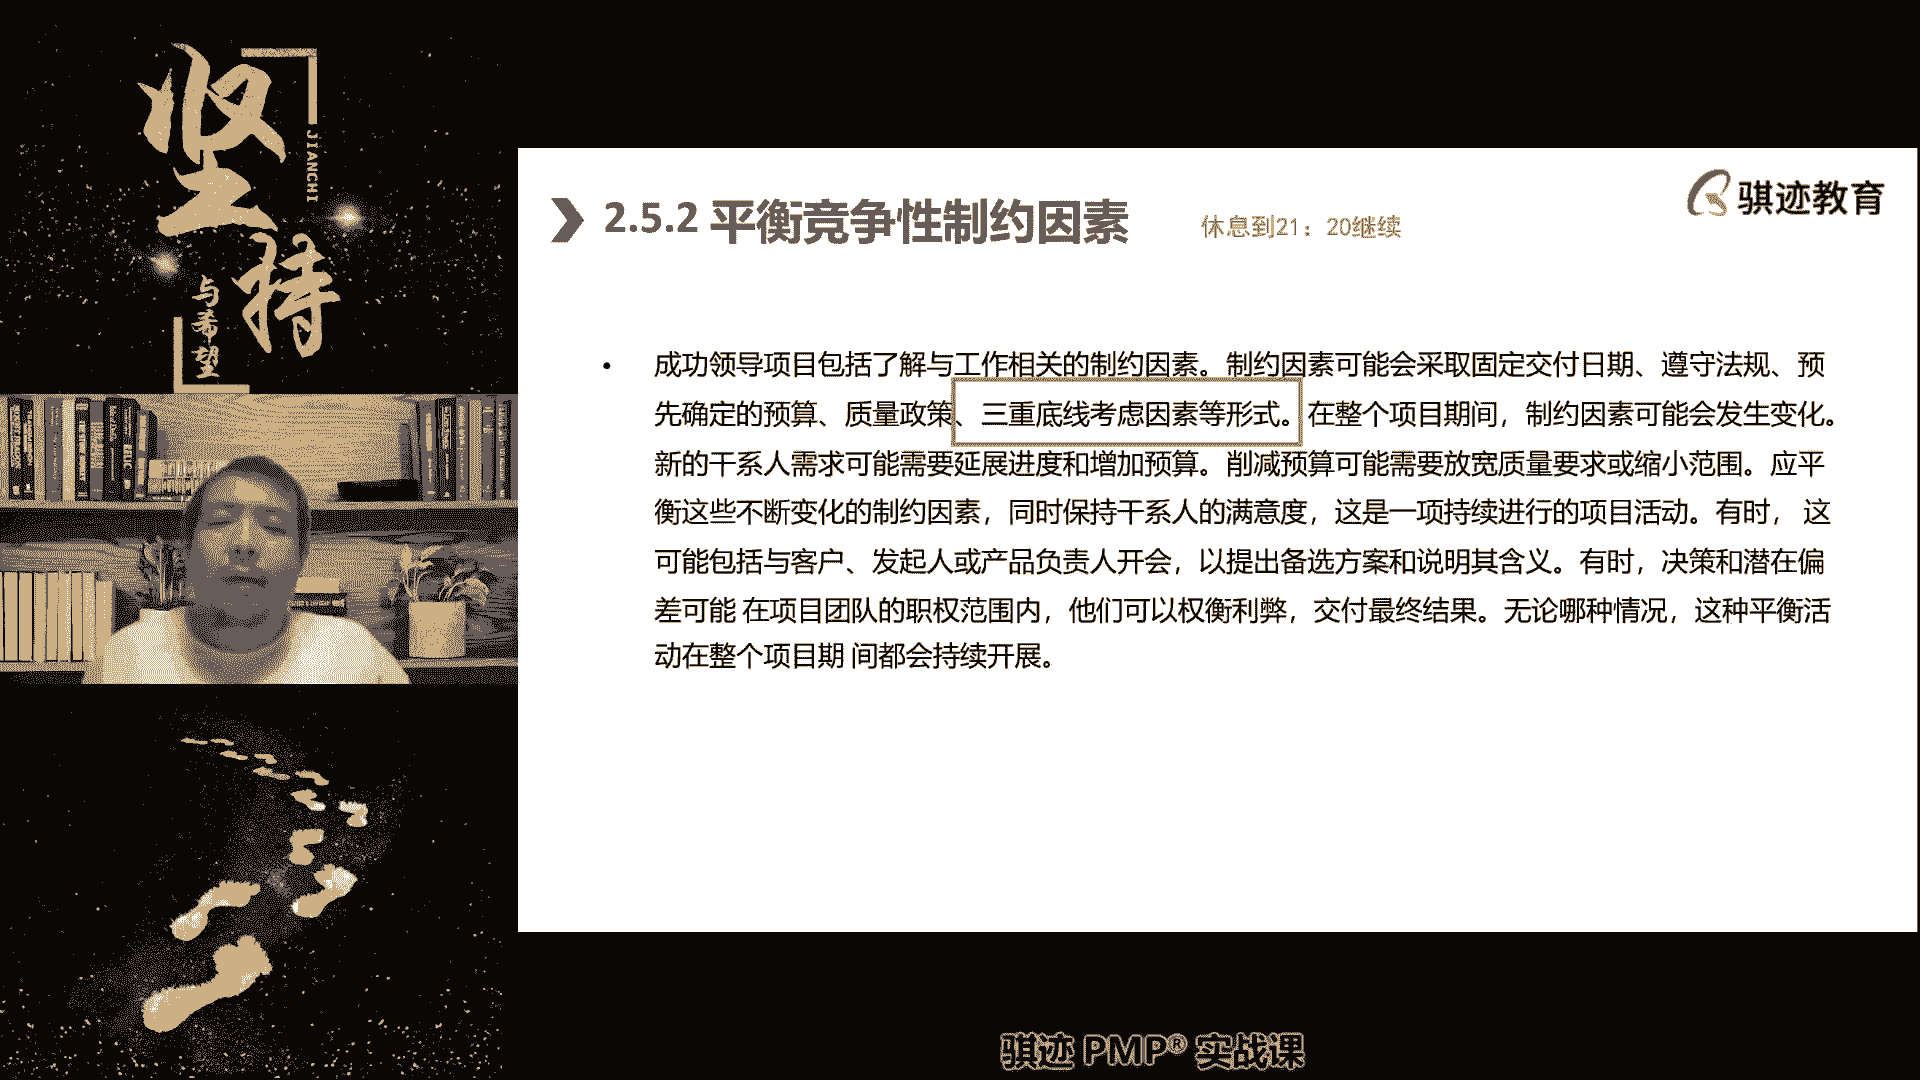 坚持
JIANCHI
与希望
骐迹教育
2.5.2 平衡竞争性制约因素
休息到21：20继续
• 成功领导项目包括了解与工作相关的制约因素。制约因素可能会采取固定交付日期、遵守法规、预
先确定的预算、质量政策、三重底线考虑因素等形式。在整个项目期间，制约因素可能会发生变化。
新的干系人需求可能需要延展进度和增加预算。削减预算可能需要放宽质量要求或缩小范围。应平
衡这些不断变化的制约因素，同时保持干系人的满意度，这是一项持续进行的项目活动。有时， 这
可能包括与客户、发起人或产品负责人开会，以提出备选方案和说明其含义。有时，决策和潜在偏
差可能 在项目团队的职权范围内，他们可以权衡利弊，交付最终结果。无论哪种情况，这种平衡活
动在整个项目期 间都会持续开展。
骐迹 PMP® 实战课